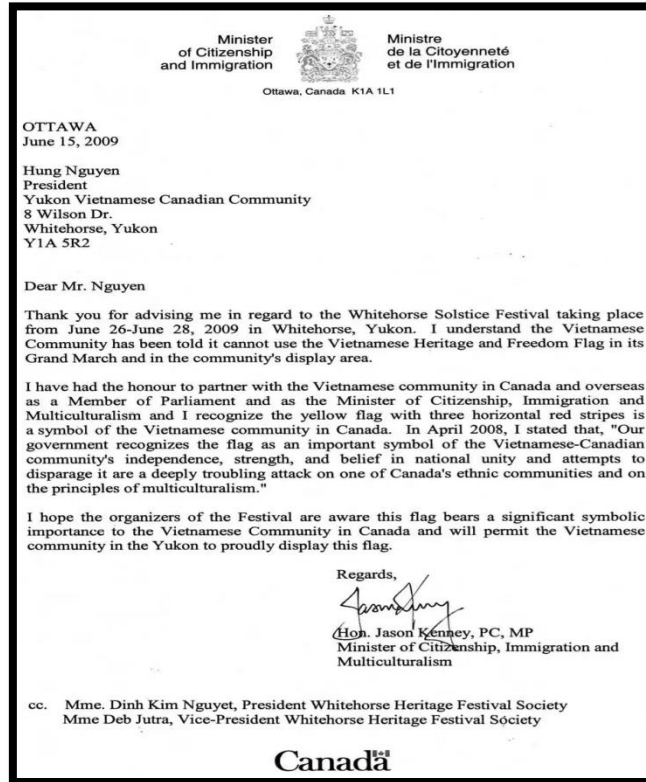 Minister
of Citizenship
and Immigration
Ministre
de la Citoyenneté
et de l'Immigration
Ottawa, Canada K1A 1L1
OTTAWA
June 15, 2009
Hung Nguyen
President
Yukon Vietnamese Canadian Community
8 Wilson Dr.
Whitehorse, Yukon
Y1A 5R2
Dear Mr. Nguyen
Thank you for advising me in regard to the Whitehorse Solstice Festival taking place
from June 26-June 28, 2009 in Whitehorse, Yukon. I understand the Vietnamese
Community has been told it cannot use the Vietnamese Heritage and Freedom Flag in its
Grand March and in the community's display area.
I have had the honour to partner with the Vietnamese community in Canada and overseas
as a Member of Parliament and as the Minister of Citizenship, Immigration and
Multiculturalism and I recognize the yellow flag with three horizontal red stripes is
a symbol of the Vietnamese community in Canada. In April 2008, I stated that, "Our
government recognizes the flag as an important symbol of the Vietnamese-Canadian
community's independence, strength, and belief in national unity and attempts to
disparage it are a deeply troubling attack on one of Canada's ethnic communities and on
the principles of multiculturalism."
I hope the organizers of the Festival are aware this flag bears a significant symbolic
importance to the Vietnamese Community in Canada and will permit the Vietnamese
community in the Yukon to proudly display this flag.
Regards,
Hon. Jason Kenney, PC, MP
Minister of Citizenship, Immigration and
Multiculturalism
cc. Mme. Dinh Kim Nguyet, President Whitehorse Heritage Festival Society
Mme Deb Jutra, Vice-President Whitehorse Heritage Festival Society
Canada